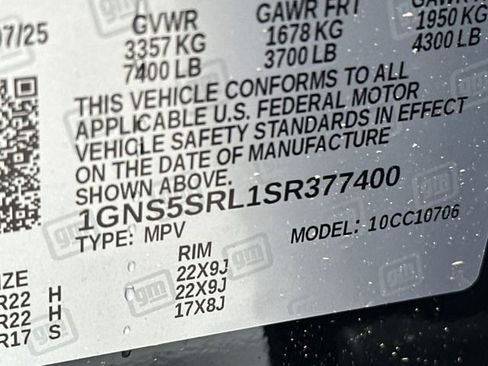 07/25 GVWR GAWR FRT
3357 KG 1678 KG 1950 KG
7400 LB 3700 LB 4300 LB
THIS VEHICLE CONFORMS TO ALL
APPLICABLE U.S. FEDERAL MOTOR
VEHICLE SAFETY STANDARDS IN EFFECT
ON THE DATE OF MANUFACTURE
SHOWN ABOVE.
1GNS5SRL1SR377400
TYPE: MPV MODEL: 10CC10706
RIM
R22 H 22X9J
R22 H 22X9J
R17 S 17X8J
gm